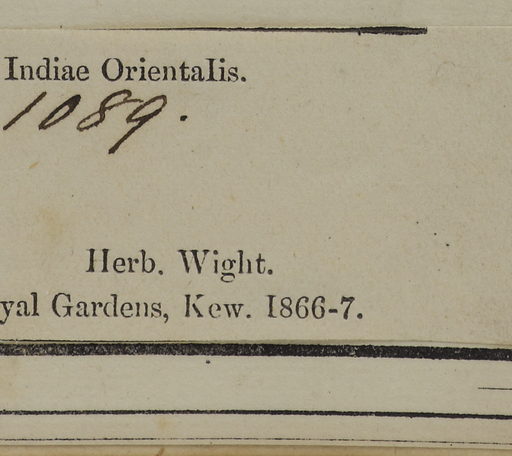 Indiae Orientalis.
1089.
Herb. Wight.
yal Gardens, Kew. 1866-7.